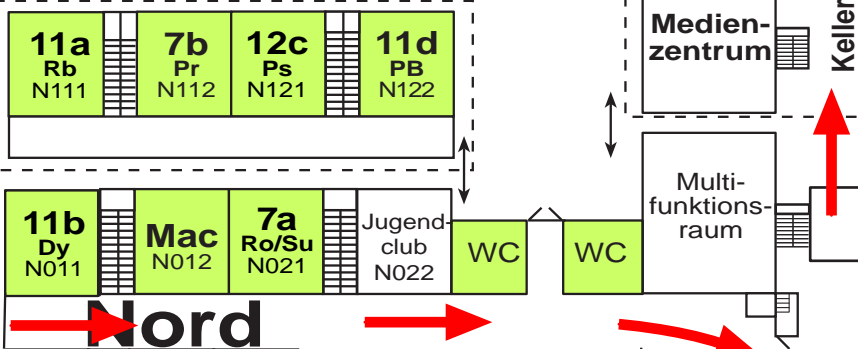 11a
Rb
N111
7b
Pr
N112
12c
Ps
N121
11d
PB
N122
Medien-
zentrum
Keller
11b
Dy
N011
Mac
N012
7a
Ro/Su
N021
Jugend-
club
N022
WC
WC
Multi-
funktions-
raum
Nord